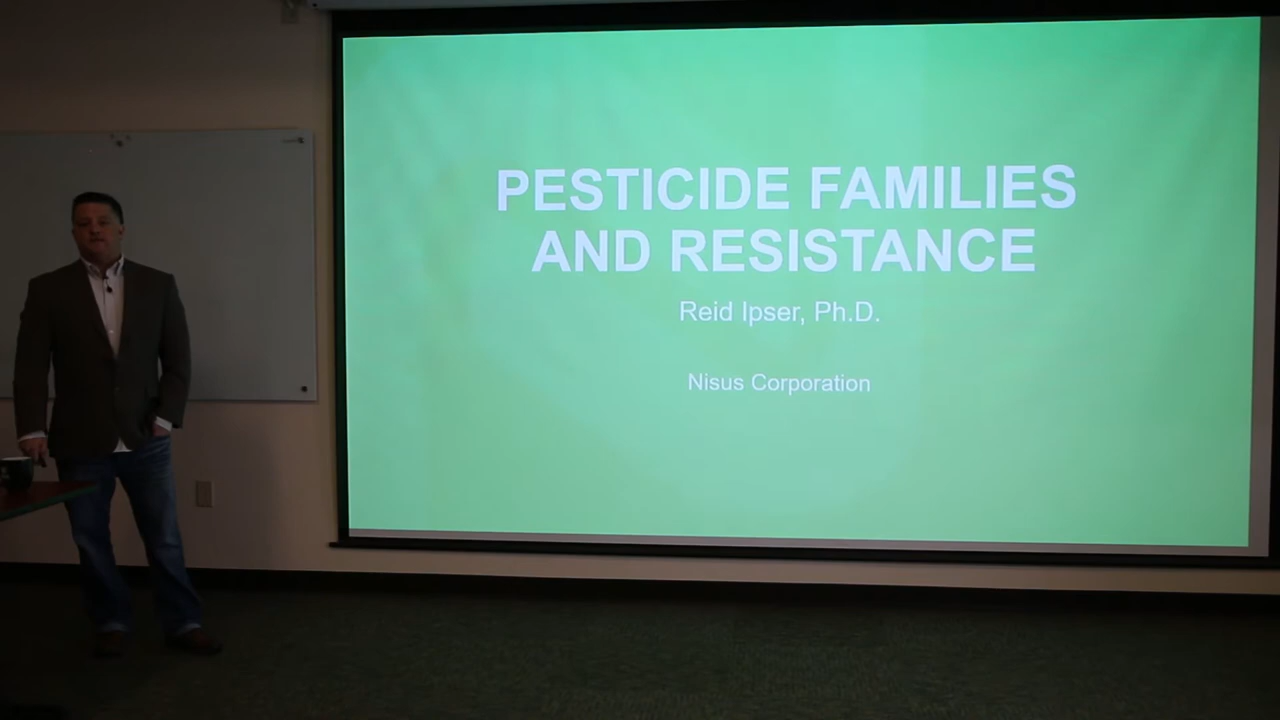 PESTICIDE FAMILIES
AND RESISTANCE
Reid Ipser, Ph.D.
Nisus Corporation